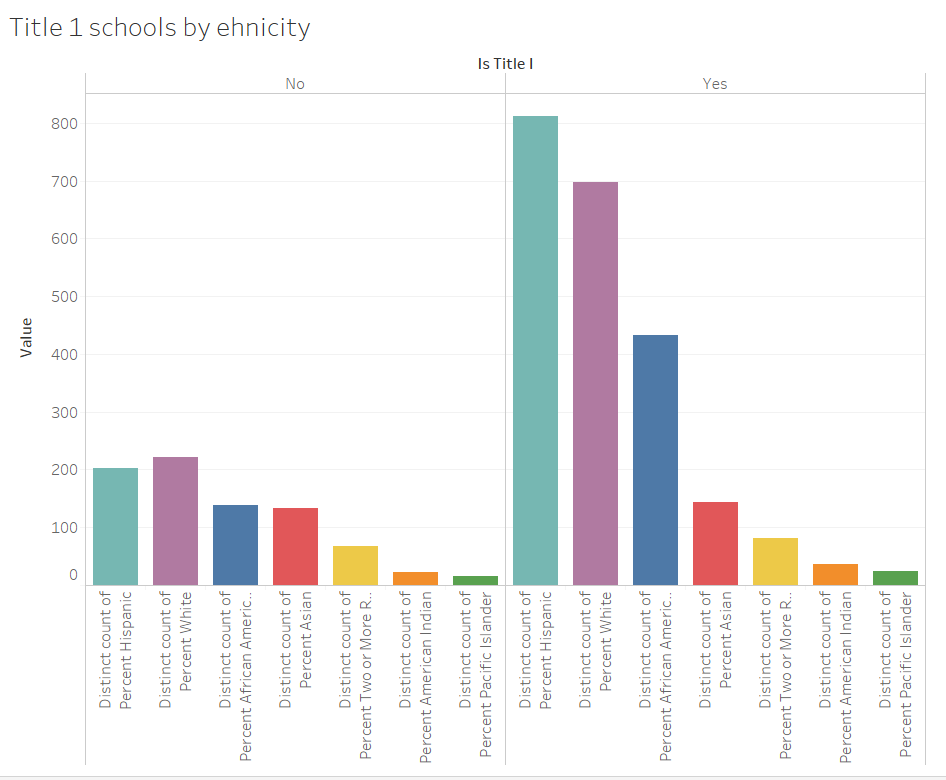 Title 1 schools by ehnicity
Is Title I
No
Yes
Value
800
700
600
500
400
300
200
100
0
Distinct count of
Percent Hispanic
Distinct count of
Percent White
Distinct count of
Percent African Americ..
Distinct count of
Percent Asian
Distinct count of
Percent Two or More R..
Distinct count of
Percent American Indian
Distinct count of
Percent Pacific Islander
Distinct count of
Percent Hispanic
Distinct count of
Percent White
Distinct count of
Percent African Americ..
Distinct count of
Percent Asian
Distinct count of
Percent Two or More R..
Distinct count of
Percent American Indian
Distinct count of
Percent Pacific Islander